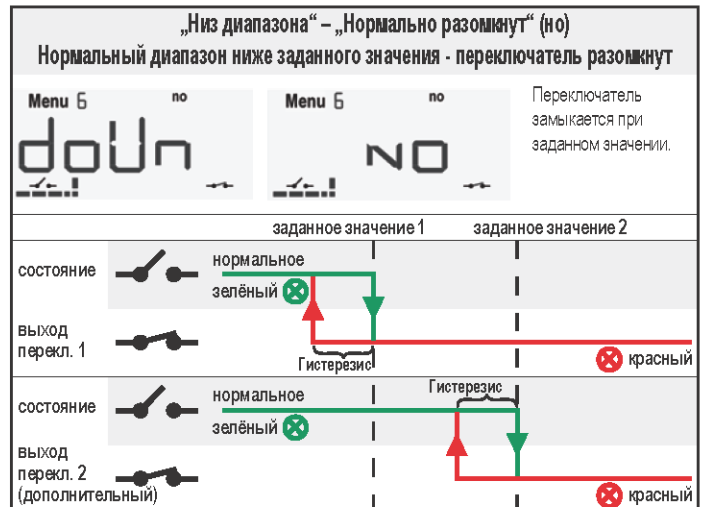 „Низ диапазона“ – „Нормально разомкнут“ (но)
Нормальный диапазон ниже заданного значения - переключатель разомкнут
Menu 6 no
doUn
Menu 6 no
NO
Переключатель
замыкается при
заданном значении.
заданное значение 1 заданное значение 2
состояние
нормальное
зелёный
выход
перекл. 1
Гистерезис
красный
состояние
нормальное
зелёный
Гистерезис
выход
перекл. 2
(дополнительный)
красный